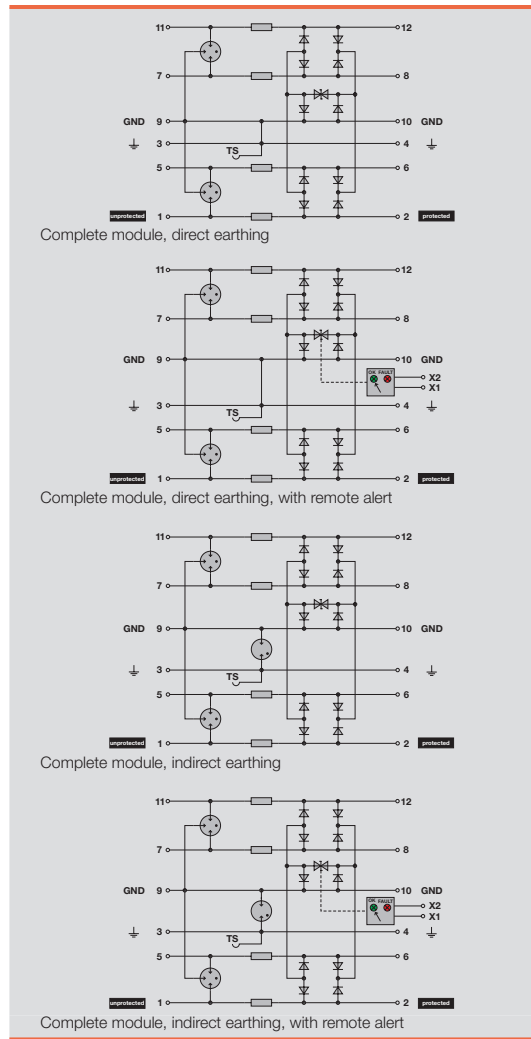 11 12
7 8
GND 9 10 GND
3 4
TS
5 6
unprotected 1 2 protected
Complete module, direct earthing
11 12
7 8
GND 9 10 GND
OK FAULT
X2
X1
3 4
TS
5 6
unprotected 1 2 protected
Complete module, direct earthing, with remote alert
11 12
7 8
GND 9 10 GND
3 4
TS
5 6
unprotected 1 2 protected
Complete module, indirect earthing
11 12
7 8
GND 9 10 GND
OK FAULT
X2
X1
3 4
TS
5 6
unprotected 1 2 protected
Complete module, indirect earthing, with remote alert